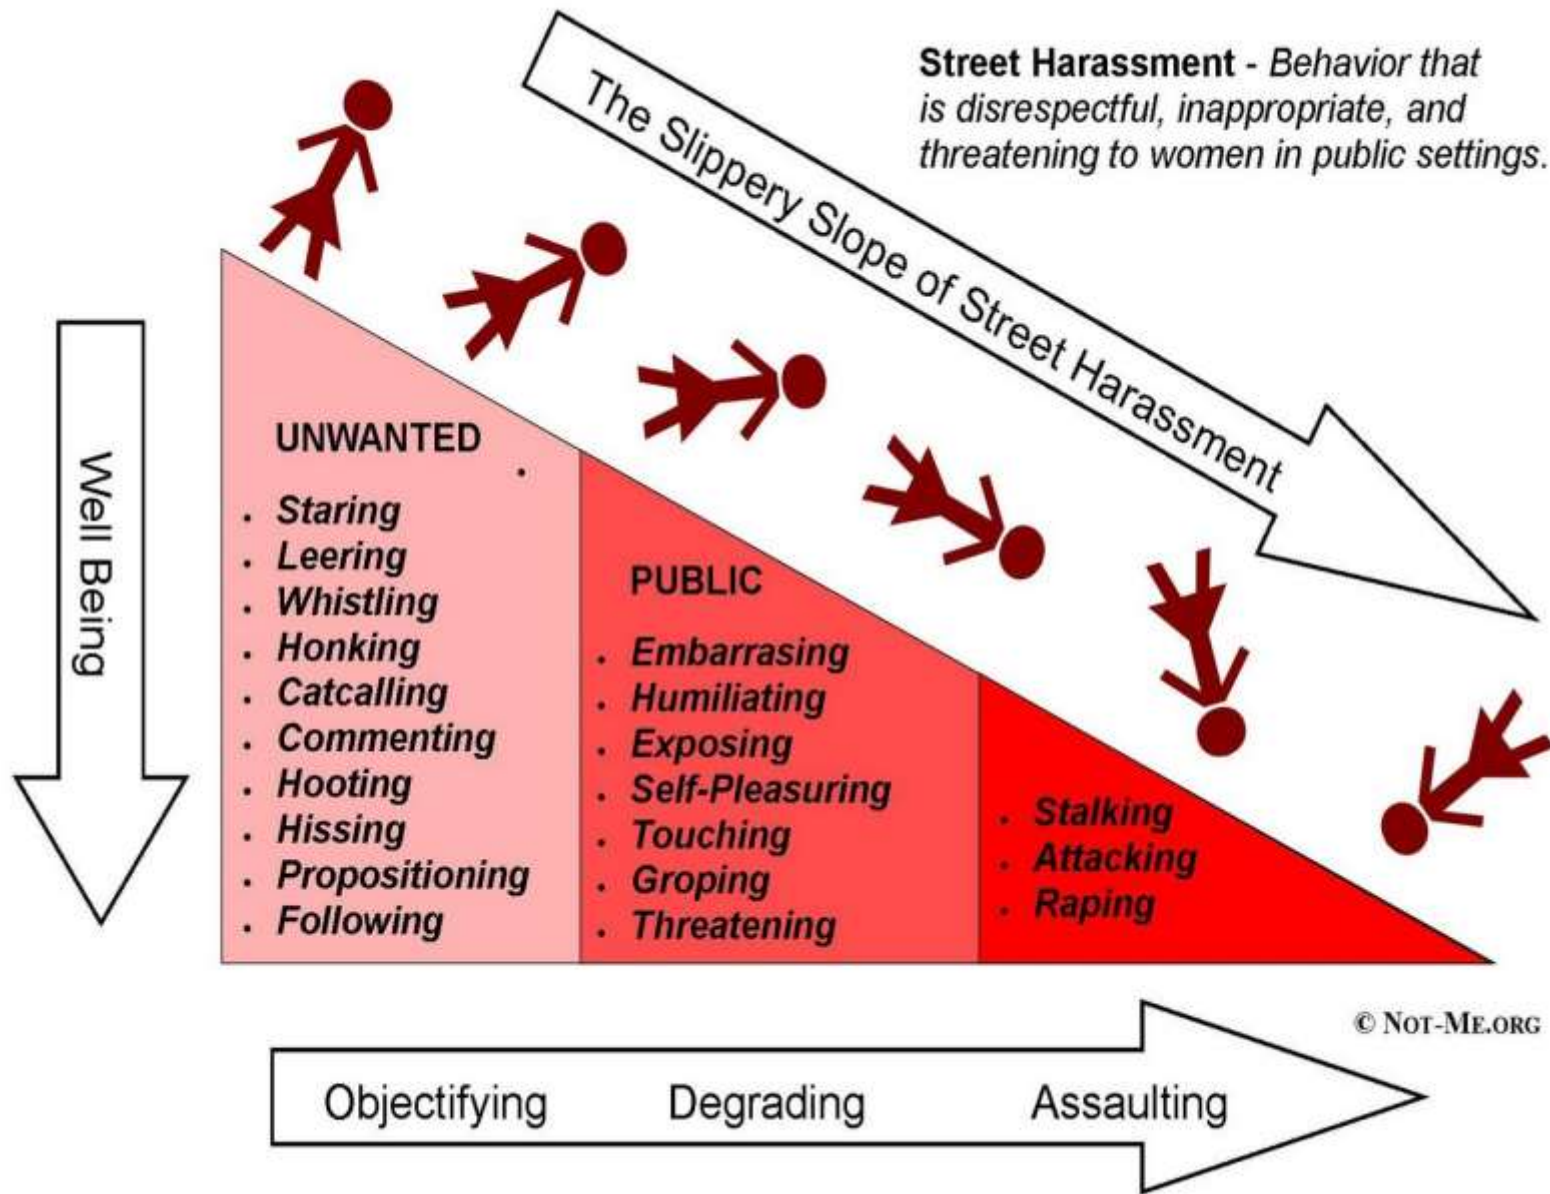 Street Harassment - Behavior that
is disrespectful, inappropriate, and
threatening to women in public settings.
The Slippery Slope of Street Harassment
Well Being
UNWANTED
.
. Staring
. Leering
. Whistling
. Honking
. Catcalling
. Commenting
. Hooting
. Hissing
. Propositioning
. Following
PUBLIC
. Embarrasing
. Humiliating
. Exposing
. Self-Pleasuring
. Touching
. Groping
. Threatening
. Stalking
. Attacking
. Raping
© NOT-ME.ORG
Objectifying Degrading Assaulting